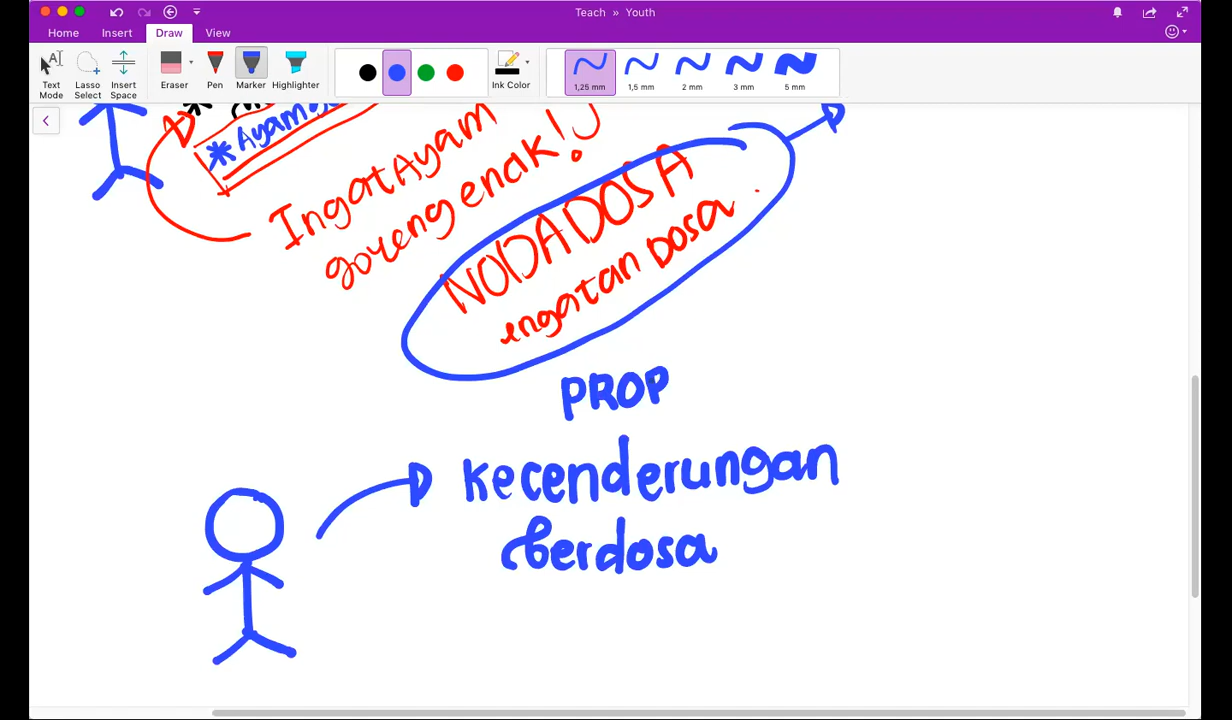 Teach » Youth
Home Insert Draw View
Text Mode
Lasso Select
Insert Space
Eraser
Pen
Marker
Highlighter
Ink Color
1,25 mm
1,5 mm
2 mm
3 mm
5 mm
Ingat Ayam
goreng enak!
NODA DOSA
ingatan Dosa
PROP
Kecenderungan
berdosa